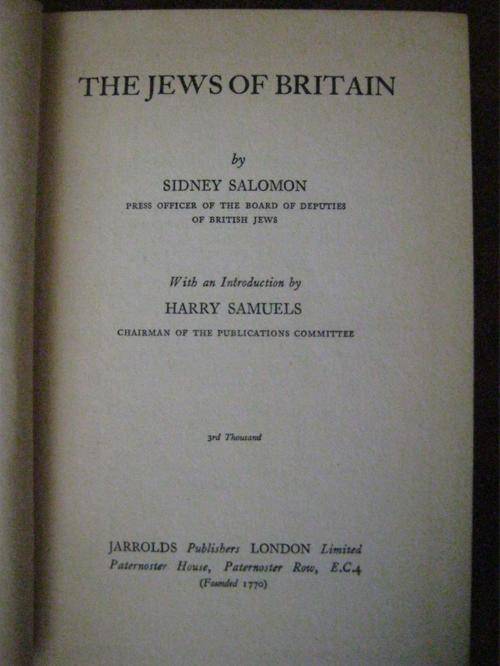 THE JEWS OF BRITAIN
by
SIDNEY SALOMON
PRESS OFFICER OF THE BOARD OF DEPUTIES
OF BRITISH JEWS
With an Introduction by
HARRY SAMUELS
CHAIRMAN OF THE PUBLICATIONS COMMITTEE
3rd Thousand
JARROLDS Publishers LONDON Limited
Paternoster House, Paternoster Row, E.C.4
(Founded 1770)